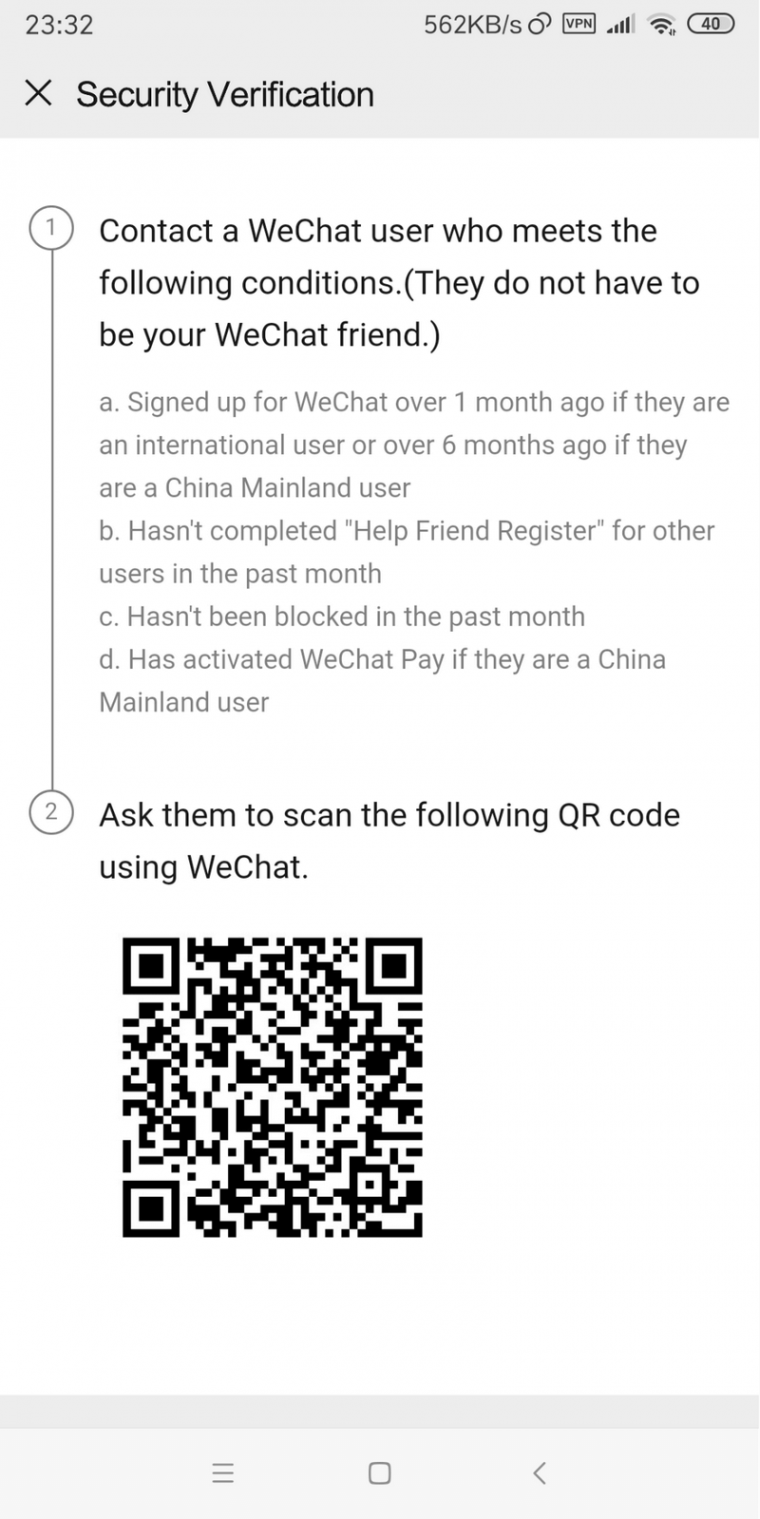 23:32 562KB/s VPN 40
Security Verification
1 Contact a WeChat user who meets the
following conditions.(They do not have to
be your WeChat friend.)
a. Signed up for WeChat over 1 month ago if they are
an international user or over 6 months ago if they
are a China Mainland user
b. Hasn't completed "Help Friend Register" for other
users in the past month
c. Hasn't been blocked in the past month
d. Has activated WeChat Pay if they are a China
Mainland user
2 Ask them to scan the following QR code
using WeChat.